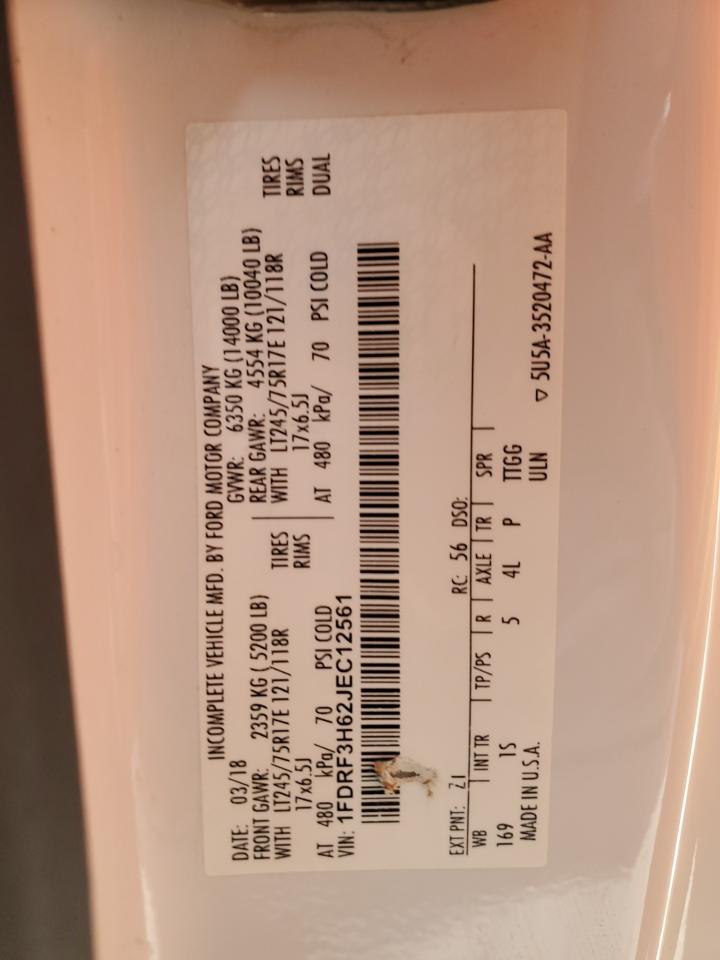 INCOMPLETE VEHICLE MFD. BY FORD MOTOR COMPANY
DATE: 03/18 GVWR: 6350 KG (14000 LB)
FRONT GAWR: 2359 KG ( 5200 LB) REAR GAWR: 4554 KG (10040 LB)
WITH LT245/75R17E 121/118R TIRES WITH LT245/75R17E 121/118R TIRES
17x6.5J RIMS 17x6.5J RIMS
AT 480 kPa/ 70 PSI COLD AT 480 kPa/ 70 PSI COLD DUAL
VIN: 1FDRF3H62JEC12561
EXT PNT: Z1 RC: 56 DSO:
WB INT TR TP/PS R AXLE TR SPR
169 1S 5 4L P TTGG
MADE IN U.S.A. ULN
▽ 5U5A-3520472-AA